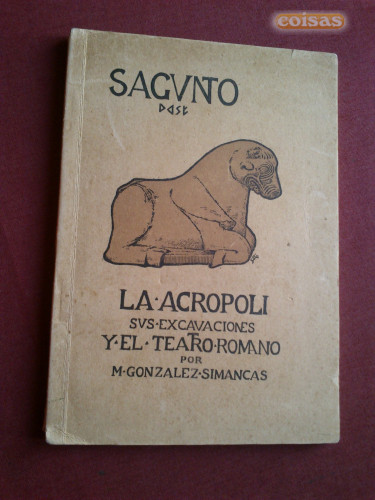 coisas
SAGVNTO
LA·ACROPOLI
SVS·EXCAVACIONES
Y·EL·TEATRO·ROMANO
POR
M·GONZALEZ·SIMANCAS